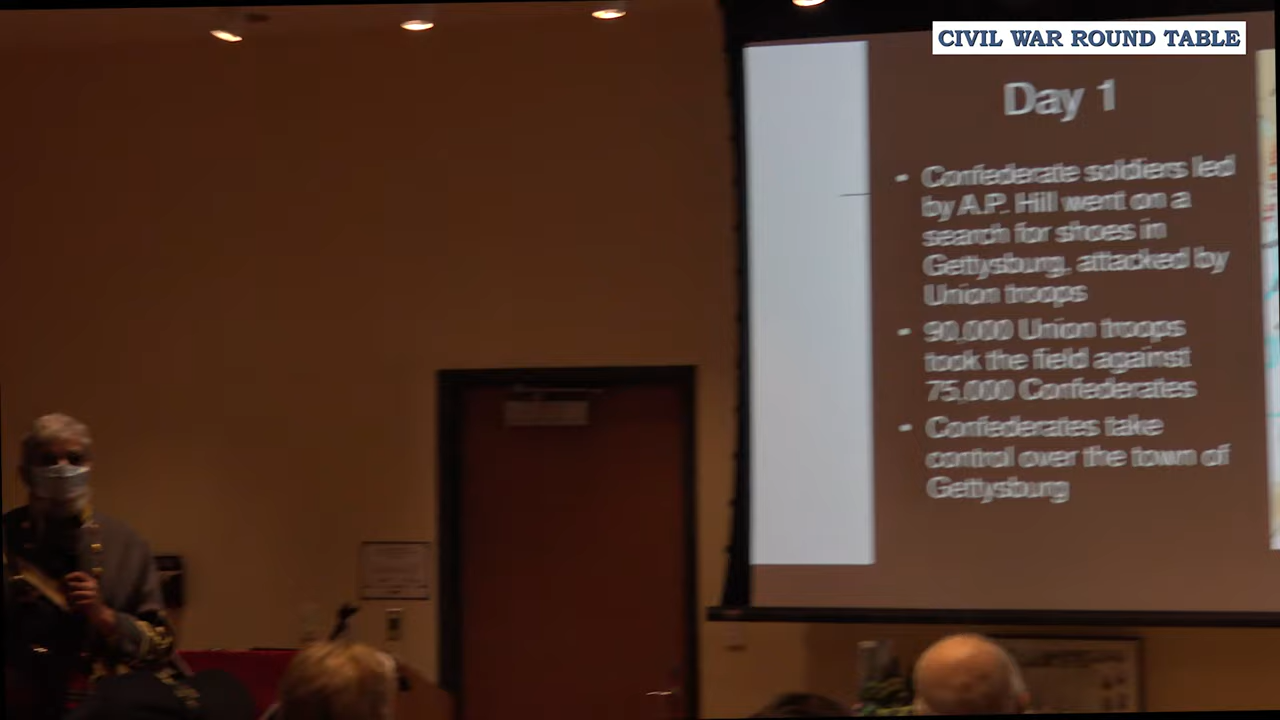 CIVIL WAR ROUND TABLE
Day 1
- Confederate soldiers led
by A.P. Hill went on a
search for shoes in
Gettysburg, attacked by
Union troops
- 90,000 Union troops
took the field against
75,000 Confederates
- Confederates take
control over the town of
Gettysburg